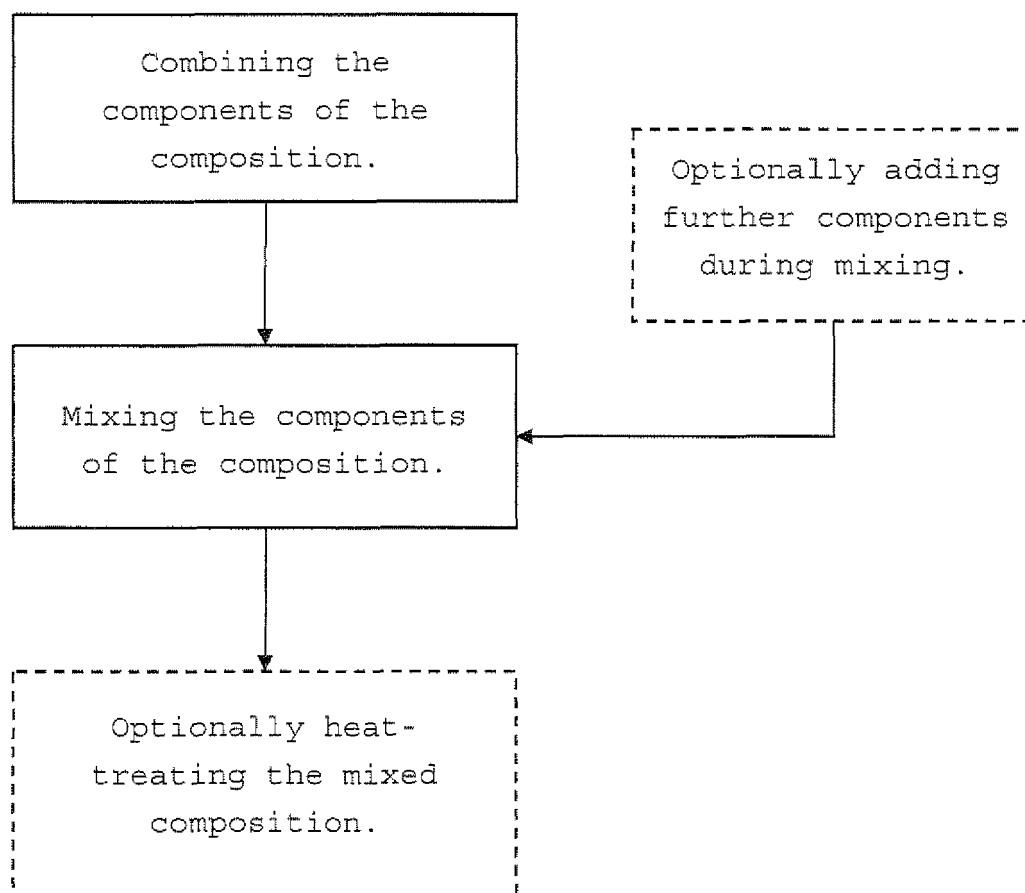 Combining the
components of the
composition.
Optionally adding
further components
during mixing.
Mixing the components
of the composition.
Optionally heat-
treating the mixed
composition.